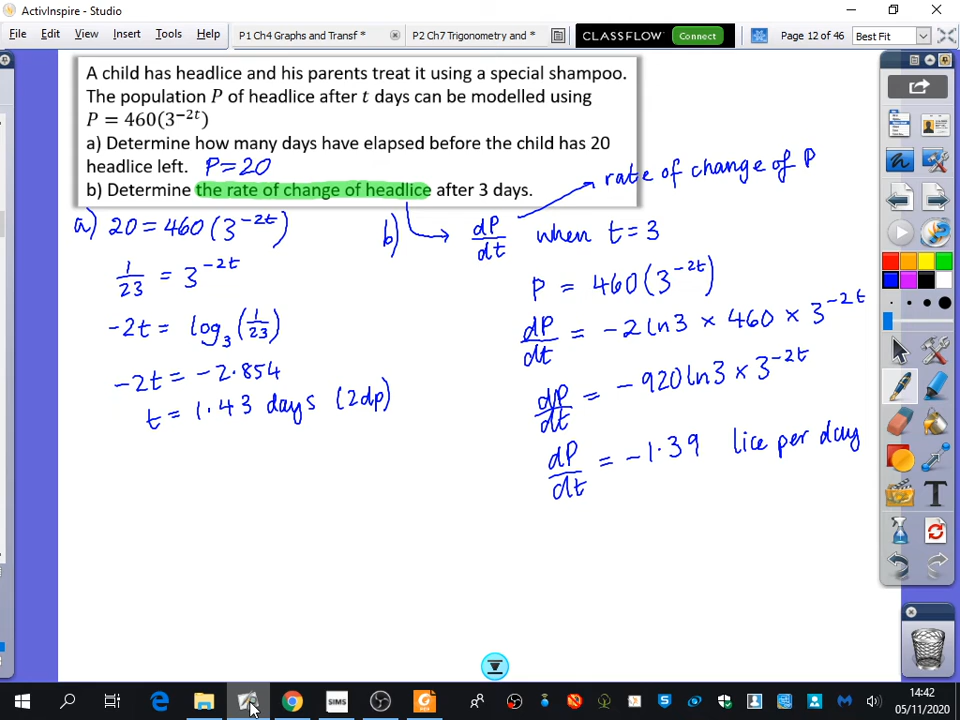 ActivInspire - Studio
File Edit View Insert Tools Help
P1 Ch4 Graphs and Transf *
P2 Ch7 Trigonometry and *
CLASSFLOW Connect
Page 12 of 46
Best Fit
A child has headlice and his parents treat it using a special shampoo.
The population P of headlice after t days can be modelled using
P = 460(3^{-2t})
a) Determine how many days have elapsed before the child has 20
headlice left. P=20
b) Determine the rate of change of headlice after 3 days.
rate of change of P
a) 20 = 460(3^{-2t})
1/23 = 3^{-2t}
-2t = log_3(1/23)
-2t = -2.854
t = 1.43 days (2dp)
b) dP/dt when t=3
P = 460(3^{-2t})
dP/dt = -2ln3 × 460 × 3^{-2t}
dP/dt = -920ln3 × 3^{-2t}
dP/dt = -1.39 lice per day
SIMS
14:42
05/11/2020